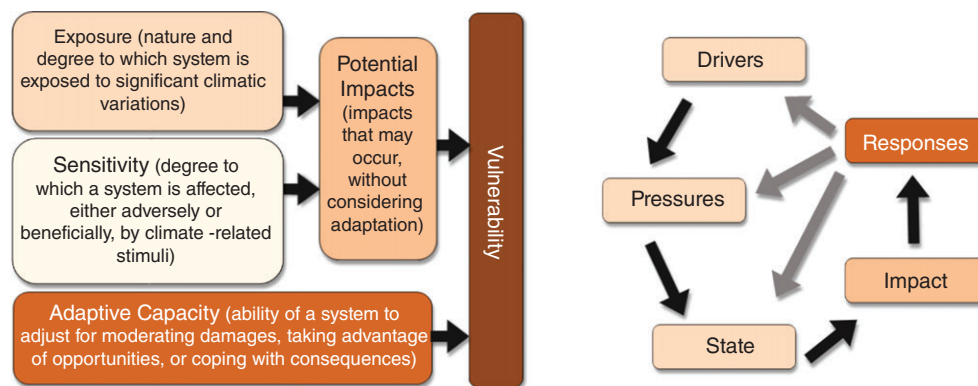 Exposure (nature and
degree to which system is
exposed to significant climatic
variations)
Sensitivity (degree to
which a system is affected,
either adversely or
beneficially, by climate -related
stimuli)
Potential
Impacts
(impacts
that may
occur,
without
considering
adaptation)
Adaptive Capacity (ability of a system to
adjust for moderating damages, taking advantage
of opportunities, or coping with consequences)
Vulnerability
Drivers
Responses
Pressures
Impact
State